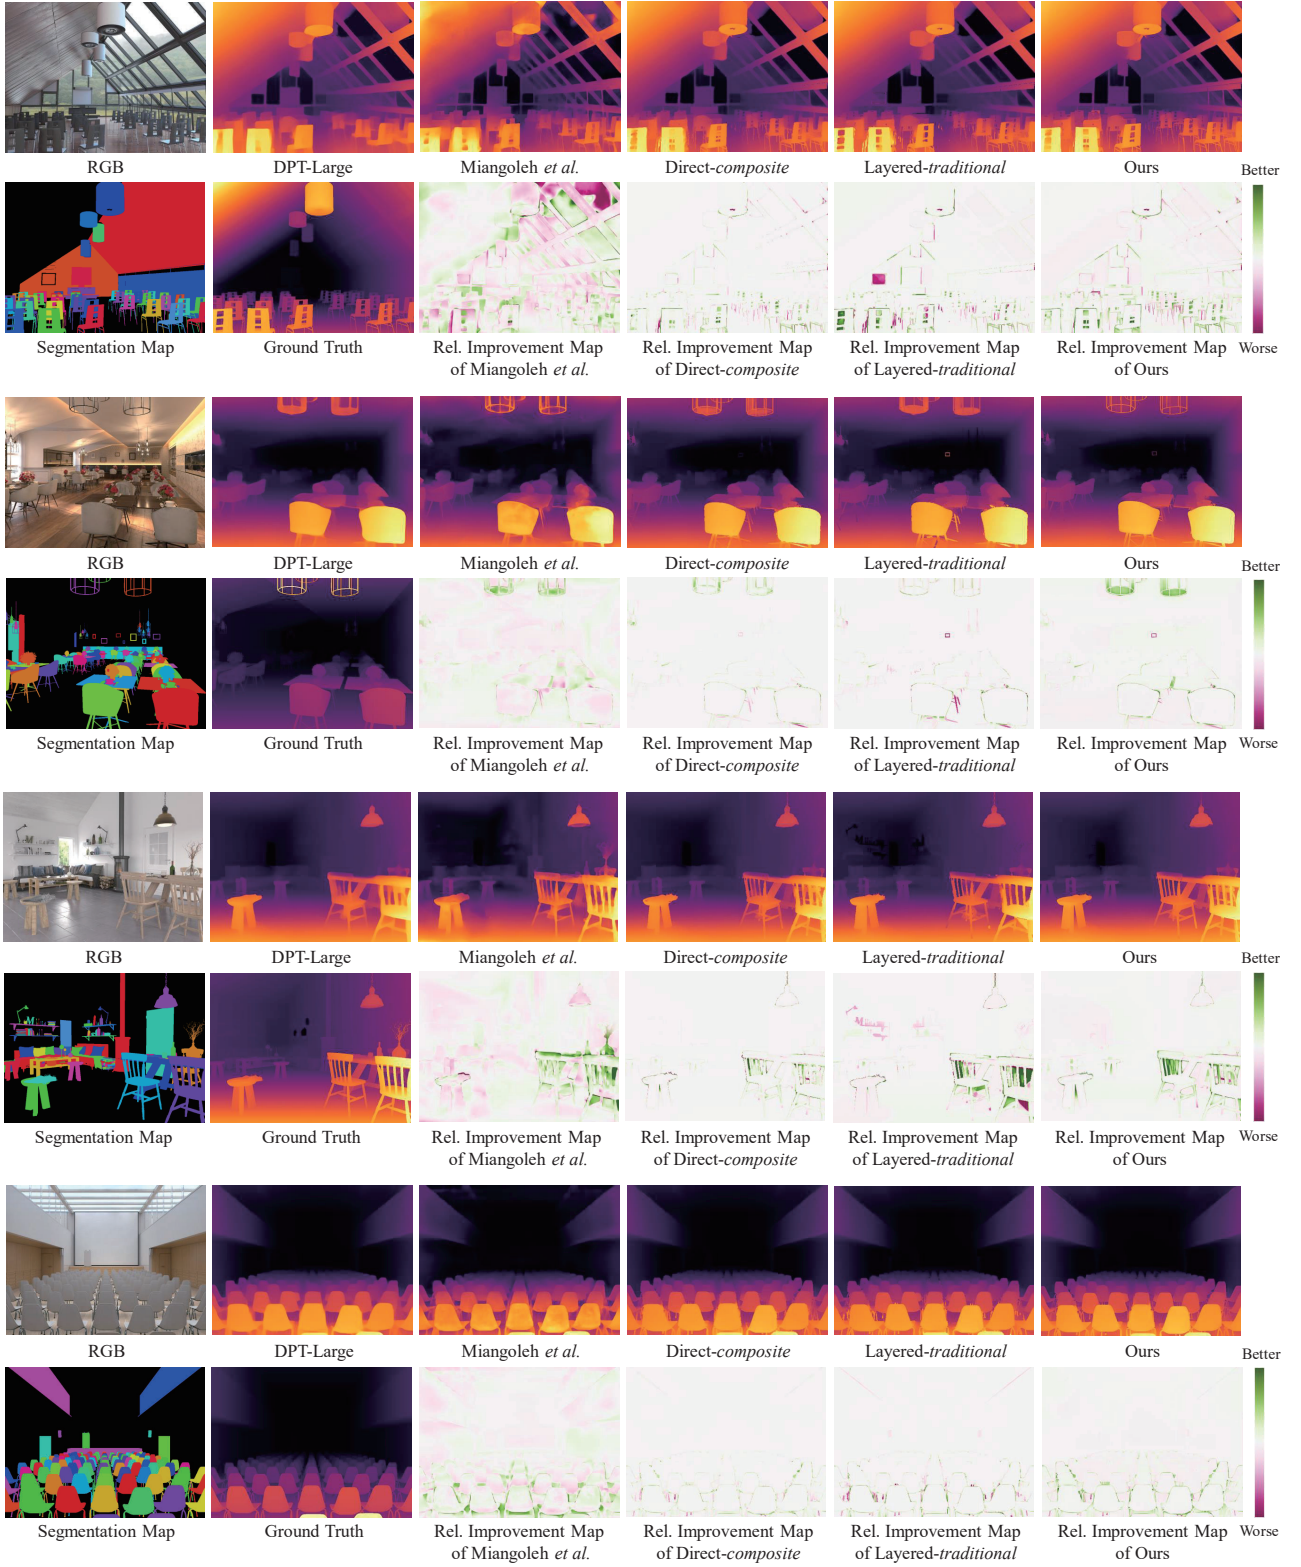 RGB DPT-Large Miangoleh et al. Direct-composite Layered-traditional Ours
Better
Worse
Segmentation Map Ground Truth Rel. Improvement Map Rel. Improvement Map Rel. Improvement Map Rel. Improvement Map
of Miangoleh et al. of Direct-composite of Layered-traditional of Ours
RGB DPT-Large Miangoleh et al. Direct-composite Layered-traditional Ours
Better
Worse
Segmentation Map Ground Truth Rel. Improvement Map Rel. Improvement Map Rel. Improvement Map Rel. Improvement Map
of Miangoleh et al. of Direct-composite of Layered-traditional of Ours
RGB DPT-Large Miangoleh et al. Direct-composite Layered-traditional Ours
Better
Worse
Segmentation Map Ground Truth Rel. Improvement Map Rel. Improvement Map Rel. Improvement Map Rel. Improvement Map
of Miangoleh et al. of Direct-composite of Layered-traditional of Ours
RGB DPT-Large Miangoleh et al. Direct-composite Layered-traditional Ours
Better
Worse
Segmentation Map Ground Truth Rel. Improvement Map Rel. Improvement Map Rel. Improvement Map Rel. Improvement Map
of Miangoleh et al. of Direct-composite of Layered-traditional of Ours